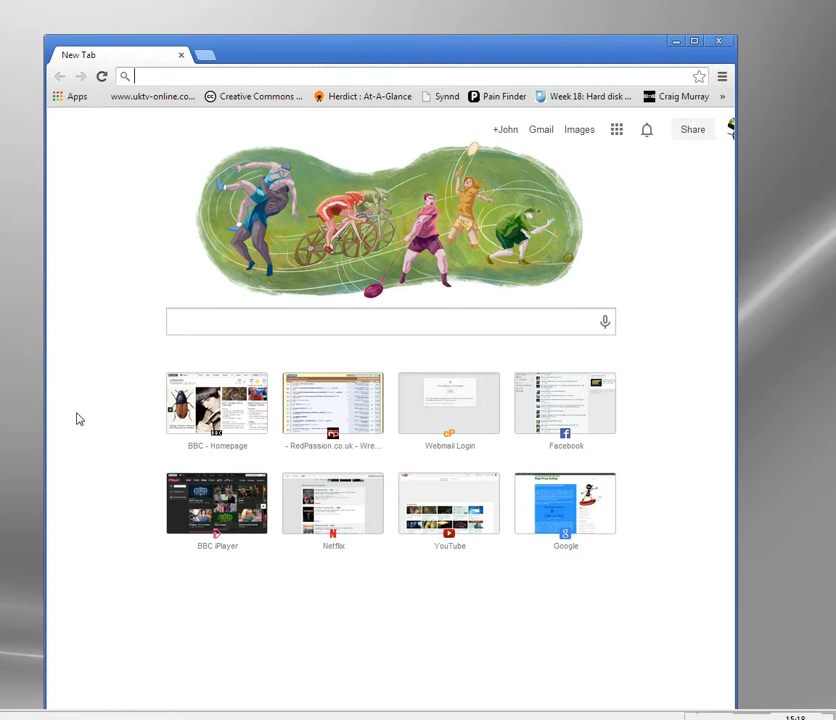 New Tab
Apps www.uktv-online.co... Creative Commons ... Herdict : At-A-Glance Synnd Pain Finder Week 18: Hard disk ... Craig Murray »
+John Gmail Images Share
BBC - Homepage - RedPassion.co.uk - Wre... Webmail Login Facebook
BBC iPlayer Netflix YouTube Google
15:18